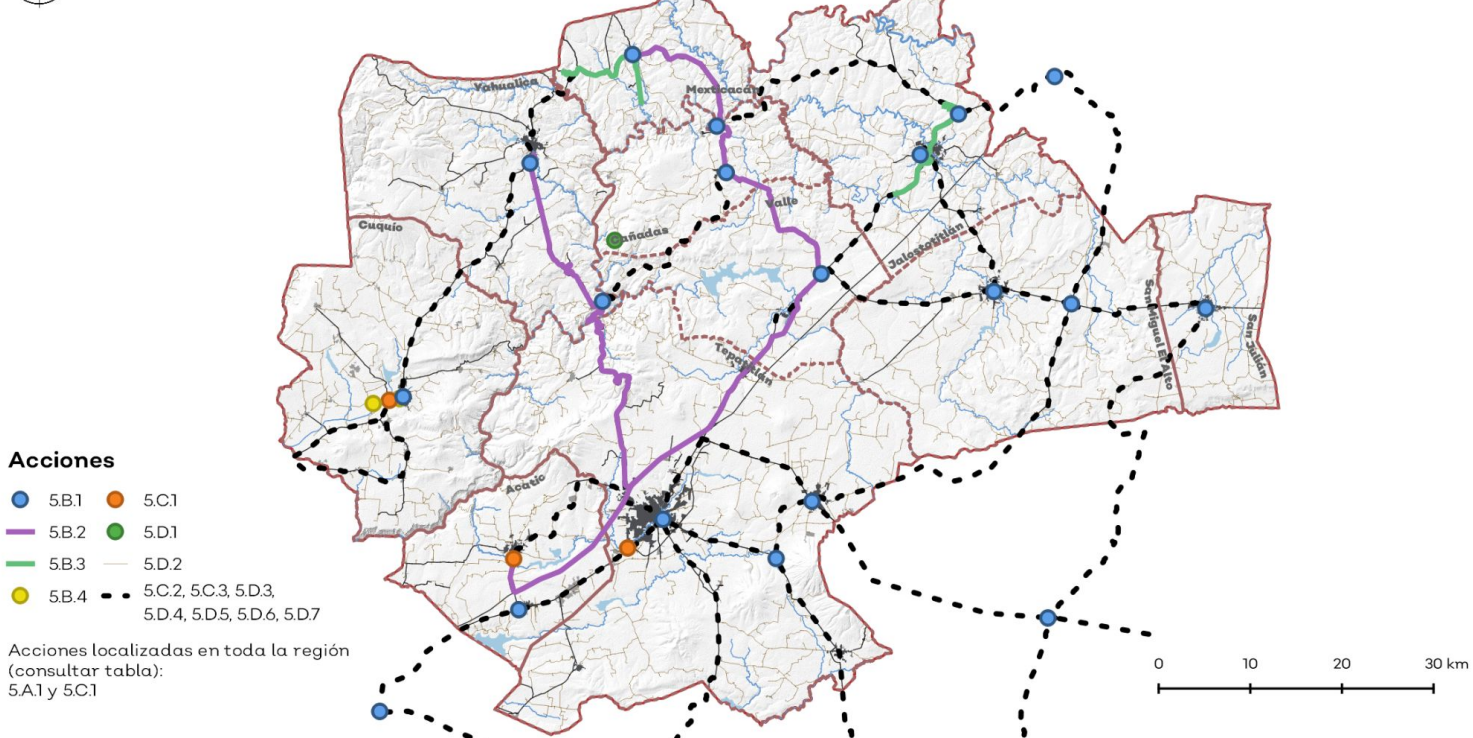 Yahualica
Mexticacán
Cuquío
Cañadas
Valle
Jalostotitlán
San Miguel El Alto
San Julián
Tepatitlán
Acatic
Acciones
5.B.1
5.C.1
5.B.2
5.D.1
5.B.3
5.D.2
5.B.4
5.C.2, 5.C.3, 5.D.3,
5.D.4, 5.D.5, 5.D.6, 5.D.7
Acciones localizadas en toda la región
(consultar tabla):
5.A.1 y 5.C.1
0 10 20 30 km